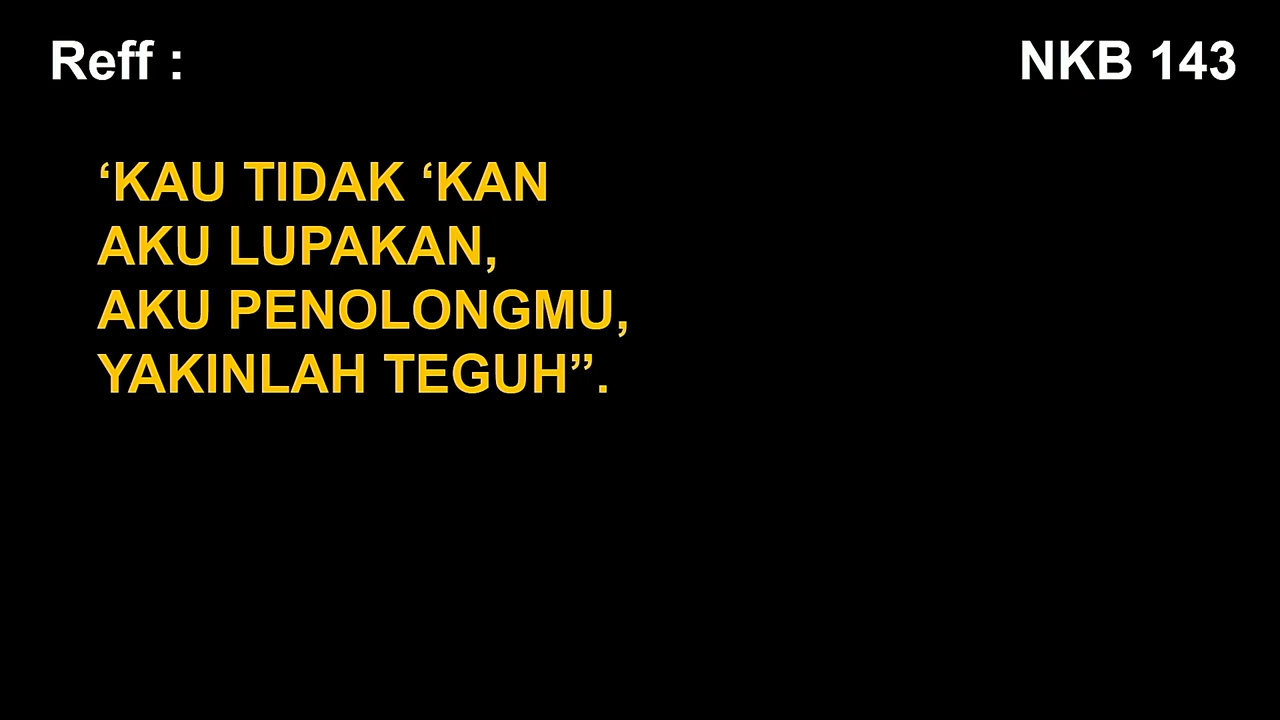 Reff :
NKB 143
‘KAU TIDAK ‘KAN
AKU LUPAKAN,
AKU PENOLONGMU,
YAKINLAH TEGUH”.